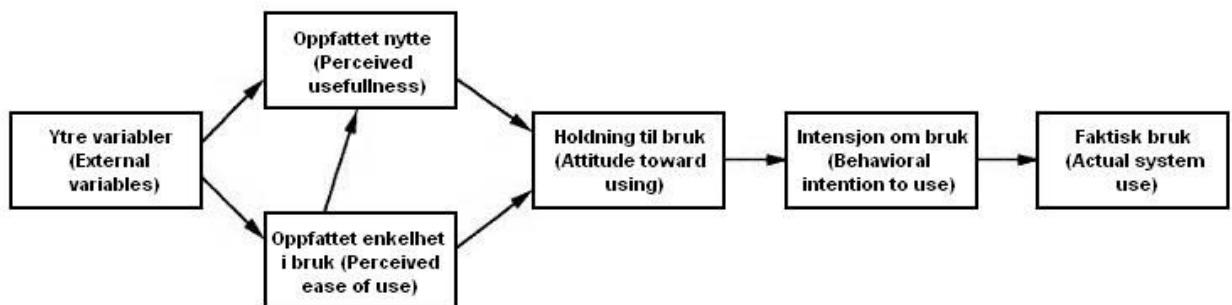 Oppfattet nytte
(Perceived
usefullness)
Ytre variabler
(External
variables)
Oppfattet enkelhet
i bruk (Perceived
ease of use)
Holdning til bruk
(Attitude toward
using)
Intensjon om bruk
(Behavioral
intention to use)
Faktisk bruk
(Actual system
use)